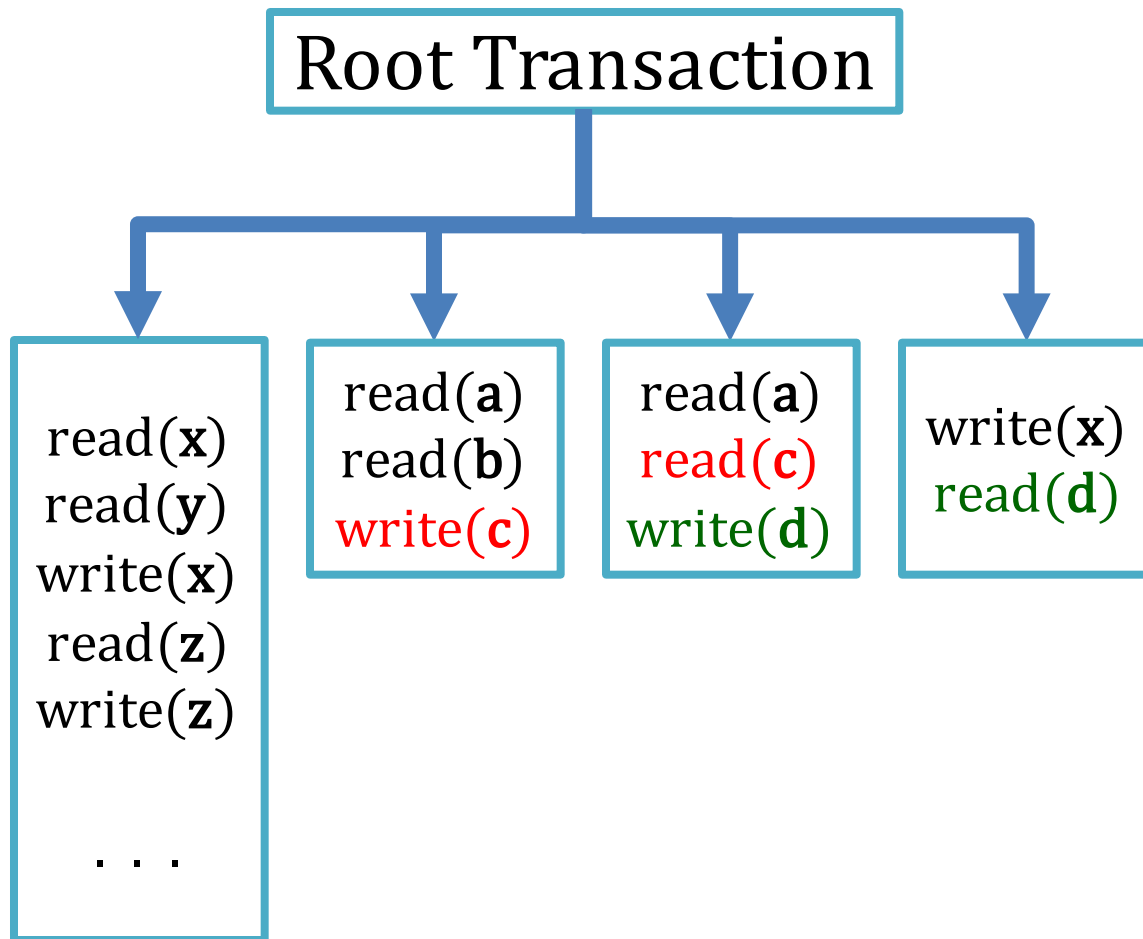 Root Transaction
read(x)
read(y)
write(x)
read(z)
write(z)
. . .
read(a)
read(b)
write(c)
read(a)
read(c)
write(d)
write(x)
read(d)